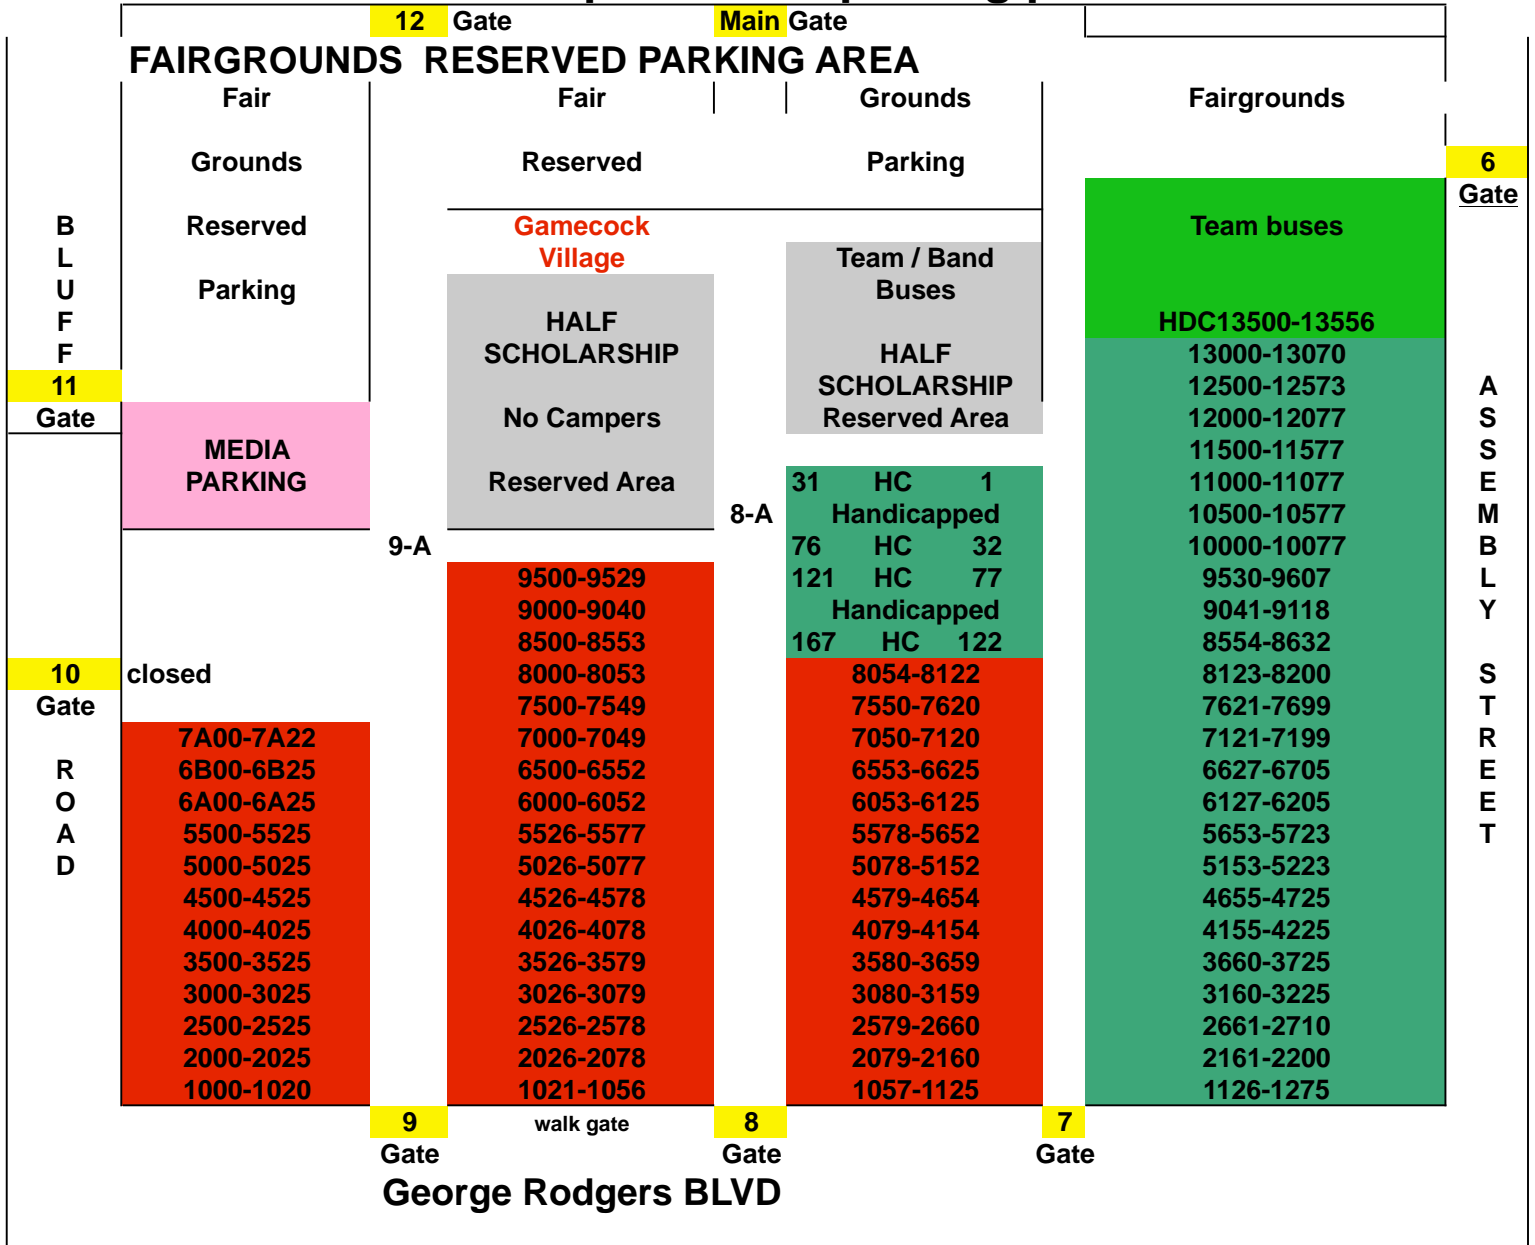 12 Gate Main Gate
FAIRGROUNDS RESERVED PARKING AREA
Fair Fair Grounds Fairgrounds
Grounds Reserved Parking 6
Gate
B Reserved Gamecock Team buses
L Village Team / Band
U Parking Buses
F HALF HDC13500-13556
F SCHOLARSHIP HALF 13000-13070
11 SCHOLARSHIP 12500-12573 A
Gate No Campers Reserved Area 12000-12077 S
MEDIA 11500-11577 S
PARKING Reserved Area 31 HC 1 11000-11077 E
8-A Handicapped 10500-10577 M
9-A 76 HC 32 10000-10077 B
9500-9529 121 HC 77 9530-9607 L
9000-9040 Handicapped 9041-9118 Y
8500-8553 167 HC 122 8554-8632
10 closed 8000-8053 8054-8122 8123-8200 S
Gate 7500-7549 7550-7620 7621-7699 T
7A00-7A22 7000-7049 7050-7120 7121-7199 R
R 6B00-6B25 6500-6552 6553-6625 6627-6705 E
O 6A00-6A25 6000-6052 6053-6125 6127-6205 E
A 5500-5525 5526-5577 5578-5652 5653-5723 T
D 5000-5025 5026-5077 5078-5152 5153-5223
4500-4525 4526-4578 4579-4654 4655-4725
4000-4025 4026-4078 4079-4154 4155-4225
3500-3525 3526-3579 3580-3659 3660-3725
3000-3025 3026-3079 3080-3159 3160-3225
2500-2525 2526-2578 2579-2660 2661-2710
2000-2025 2026-2078 2079-2160 2161-2200
1000-1020 1021-1056 1057-1125 1126-1275
9 walk gate 8 7
Gate Gate Gate
George Rodgers BLVD